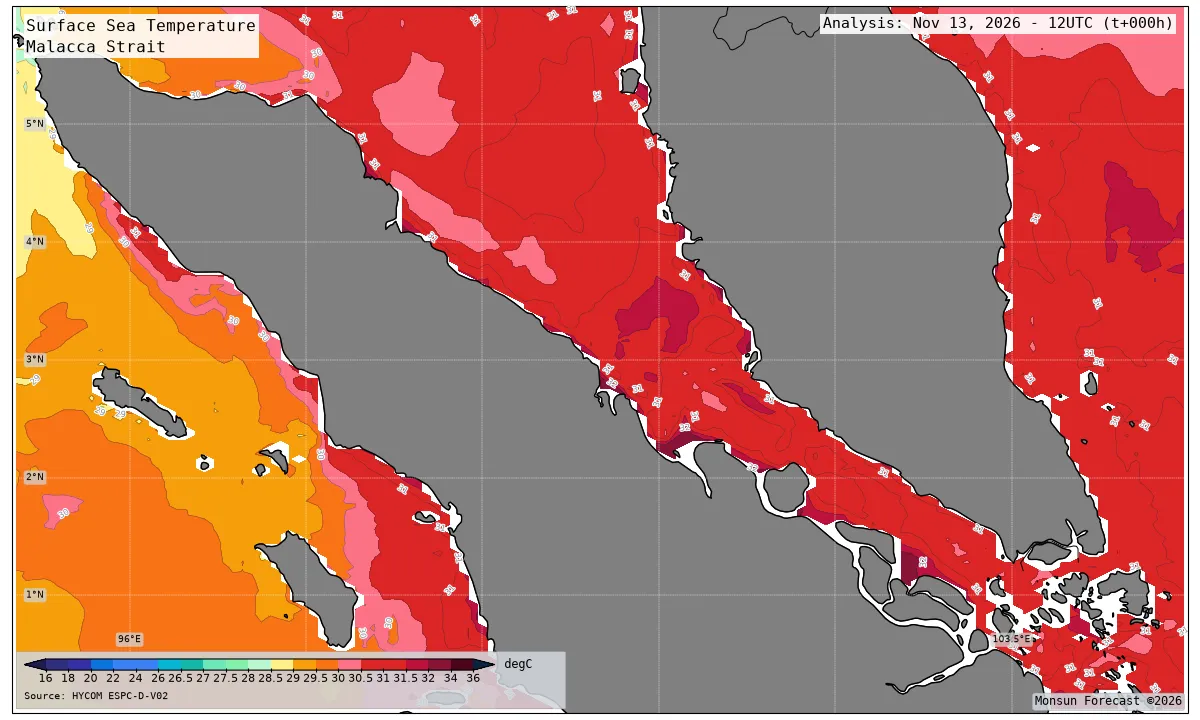 Surface Sea Temperature
Malacca Strait
Analysis: Nov 13, 2026 - 12UTC (t+000h)
5°N
4°N
3°N
2°N
1°N
96°E
103.5°E
degC
16 18 20 22 24 26 26.5 27 27.5 28 28.5 29 29.5 30 30.5 31 31.5 32 34 36
Source: HYCOM ESPC-D-V02
Monsun Forecast ©2026